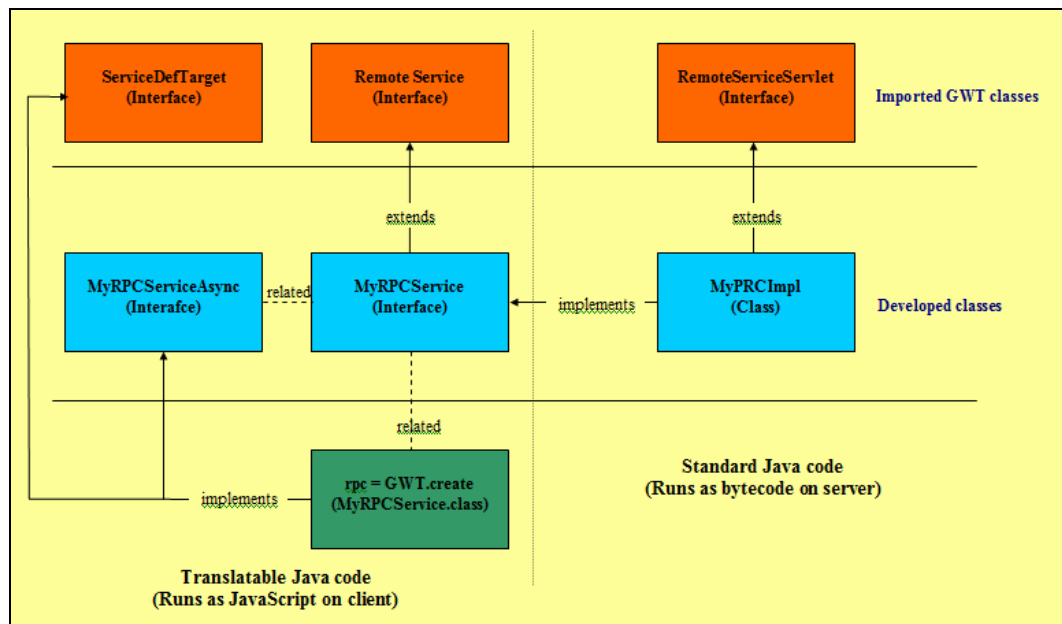 ServiceDefTarget
(Interface)
Remote Service
(Interface)
RemoteServiceServlet
(Interface)
Imported GWT classes
extends
extends
MyRPCServiceAsync
(Interafce)
related
MyRPCService
(Interface)
implements
MyPRCImpl
(Class)
Developed classes
related
rpc = GWT.create
(MyRPCService.class)
implements
Standard Java code
(Runs as bytecode on server)
Translatable Java code
(Runs as JavaScript on client)